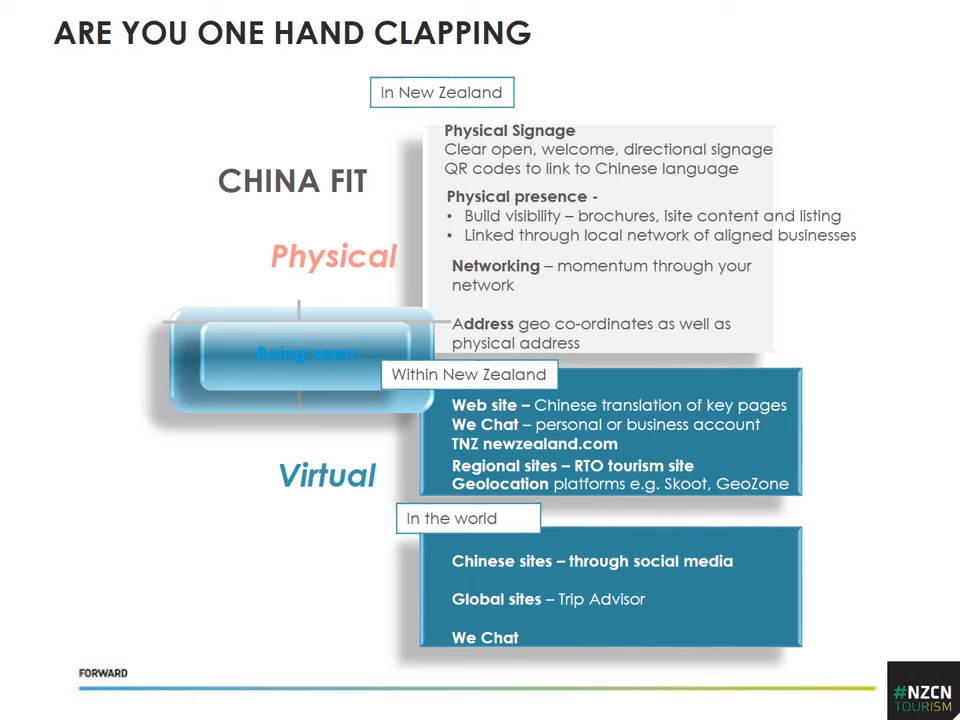 ARE YOU ONE HAND CLAPPING
In New Zealand
CHINA FIT
Physical
Physical Signage
Clear open, welcome, directional signage
QR codes to link to Chinese language
Physical presence -
• Build visibility – brochures, isite content and listing
• Linked through local network of aligned businesses
Networking – momentum through your
network
Address geo co-ordinates as well as
physical address
Being seen
Within New Zealand
Web site – Chinese translation of key pages
We Chat – personal or business account
TNZ newzealand.com
Regional sites – RTO tourism site
Geolocation platforms e.g. Skoot, GeoZone
Virtual
In the world
Chinese sites – through social media
Global sites – Trip Advisor
We Chat
FORWARD
#NZCN
TOURISM